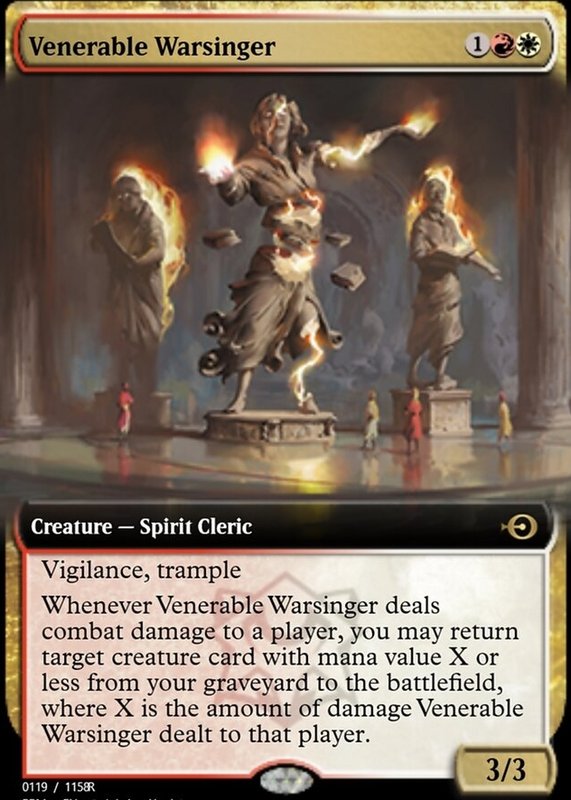 Venerable Warsinger 1
Creature — Spirit Cleric
Vigilance, trample
Whenever Venerable Warsinger deals
combat damage to a player, you may return
target creature card with mana value X or
less from your graveyard to the battlefield,
where X is the amount of damage Venerable
Warsinger dealt to that player.
3/3
0119 / 1158R